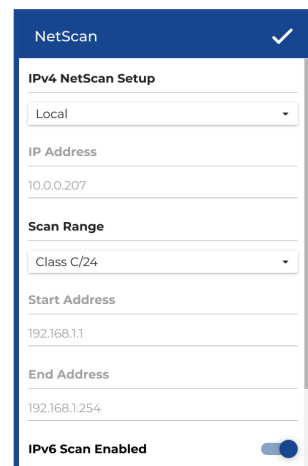 NetScan
IPv4 NetScan Setup
Local
IP Address
10.0.0.207
Scan Range
Class C/24
Start Address
192.168.1.1
End Address
192.168.1.254
IPv6 Scan Enabled